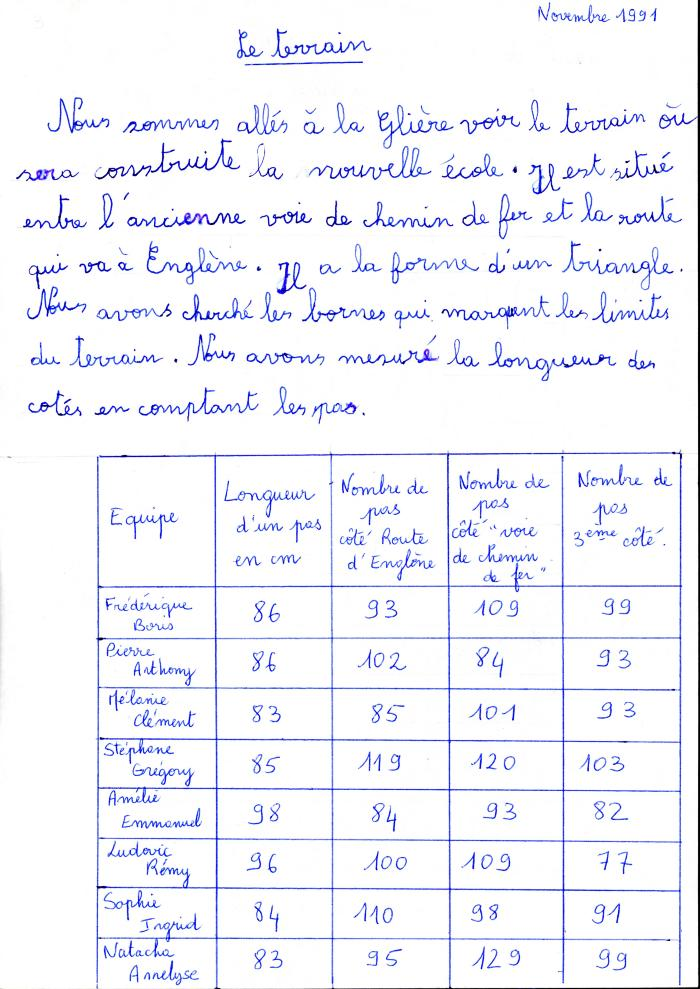 Novembre 1991
Le terrain
Nous sommes allés à la Glière voir le terrain où
sera construite la nouvelle école. Il est situé
entre l'ancienne voie de chemin de fer et la route
qui va à Englène. Il a la forme d'un triangle.
Nous avons cherché les bornes qui marquent les limites
du terrain. Nous avons mesuré la longueur des
cotés en comptant les pas.
Equipe
Longueur
d'un pas
en cm
Nombre de
pas
côté Route
d'Englène
Nombre de
pas
côté "voie
de chemin
de fer"
Nombre de
pas
3ème côté.
Frédérique
Boris
86 93 109 99
Pierre
Anthony
86 102 84 93
Mélanie
Clément
83 85 101 93
Stéphane
Grégory
85 119 120 103
Amélie
Emmanuel
98 84 93 82
Ludovic
Rémy
96 100 109 77
Sophie
Ingrid
84 110 98 91
Natacha
Annelyse
83 95 129 99